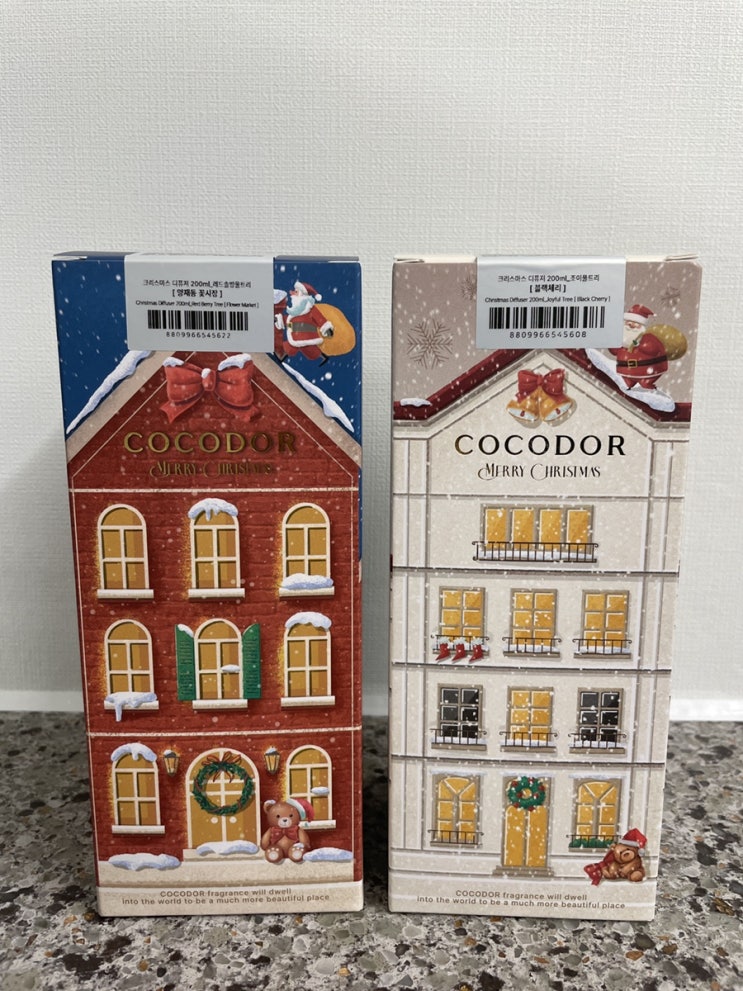 크리스마스 디퓨저 200ml_레드솔방울트리
[ 양재동 꽃시장 ]
Christmas Diffuser 200ml_Red Berry Tree [ Flower Market ]
8809966545622
COCODOR
MERRY CHRISTMAS
COCODOR fragrance will dwell
into the world to be a much more beautiful place
크리스마스 디퓨저 200ml_조이풀트리
[ 블랙체리 ]
Christmas Diffuser 200ml_Joyful Tree [ Black Cherry ]
8809966545608
COCODOR
MERRY CHRISTMAS
COCODOR fragrance will dwell
into the world to be a much more beautiful place